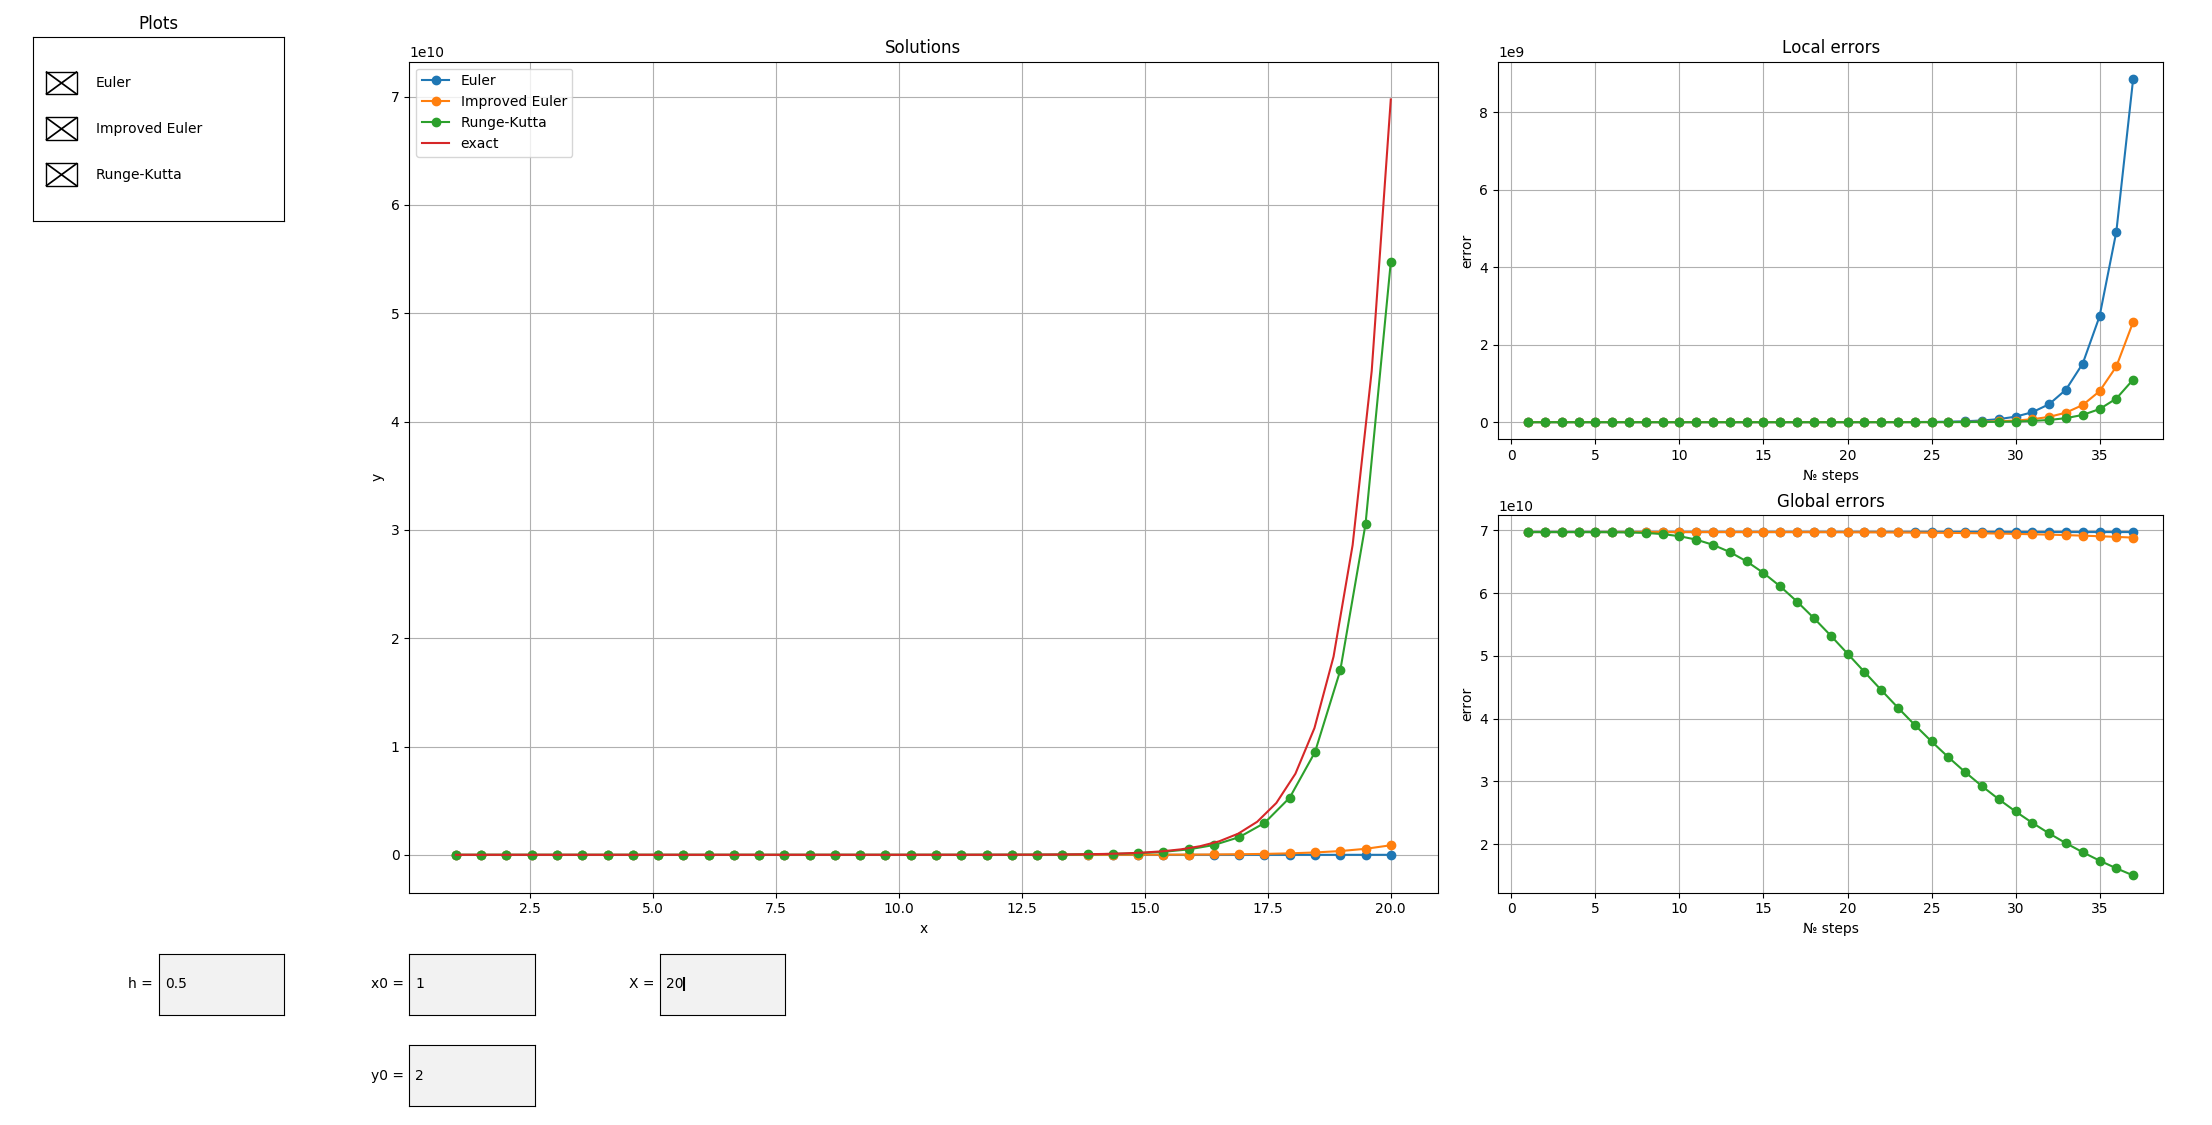 Plots
Euler
Improved Euler
Runge-Kutta
Solutions
1e10
Euler
Improved Euler
Runge-Kutta
exact
7
6
5
4
3
2
1
0
y
2.5 5.0 7.5 10.0 12.5 15.0 17.5 20.0
x
Local errors
1e9
8
6
4
2
0
error
0 5 10 15 20 25 30 35
№ steps
Global errors
1e10
7
6
5
4
3
2
error
0 5 10 15 20 25 30 35
№ steps
h = 0.5
x0 = 1
X = 20
y0 = 2